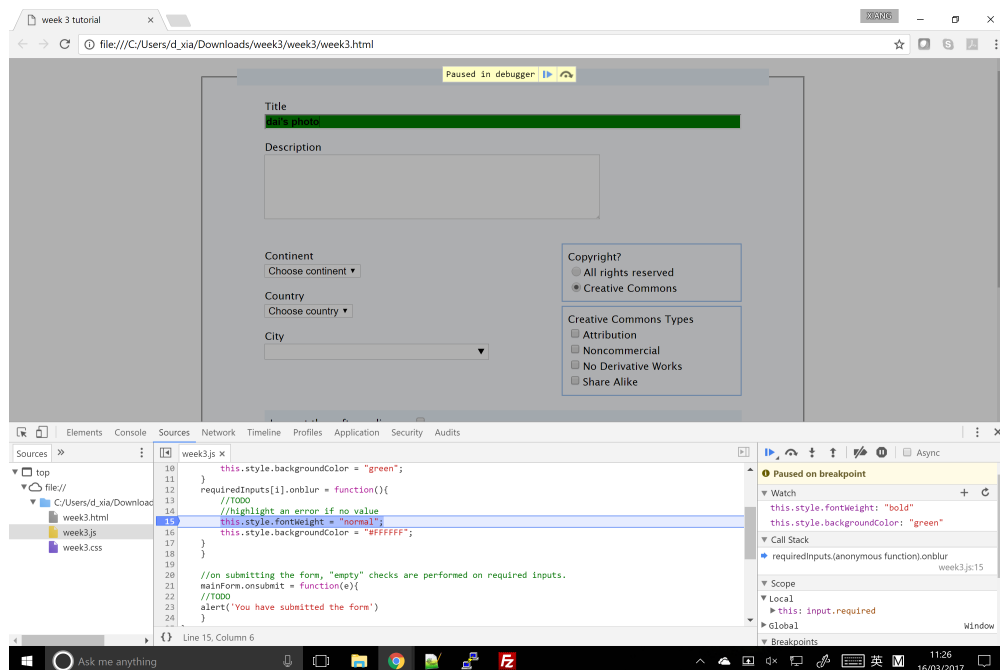 week 3 tutorial
XIANG
file:///C:/Users/d_xia/Downloads/week3/week3.html
Paused in debugger
Title
dai's photo
Description
Continent
Choose continent
Country
Choose country
City
Copyright?
All rights reserved
Creative Commons
Creative Commons Types
Attribution
Noncommercial
No Derivative Works
Share Alike
Elements Console Sources Network Timeline Profiles Application Security Audits
Sources
top
file://
C:/Users/d_xia/Download
week3.html
week3.js
week3.css
week3.js
10 this.style.backgroundColor = "green";
11 }
12 requiredInputs[i].onblur = function(){
13 //TODO
14 //highlight an error if no value
15 this.style.fontWeight = "normal";
16 this.style.backgroundColor = "#FFFFFF";
17 }
18 }
19
20 //on submitting the form, "empty" checks are performed on required inputs.
21 mainForm.onsubmit = function(e){
22 //TODO
23 alert('You have submitted the form')
24 }
{} Line 15, Column 6
Async
Paused on breakpoint
Watch
this.style.fontWeight: "bold"
this.style.backgroundColor: "green"
Call Stack
requiredInputs.(anonymous function).onblur
week3.js:15
Scope
Local
this: input.required
Global Window
Breakpoints
Ask me anything
英
11:26
16/03/2017